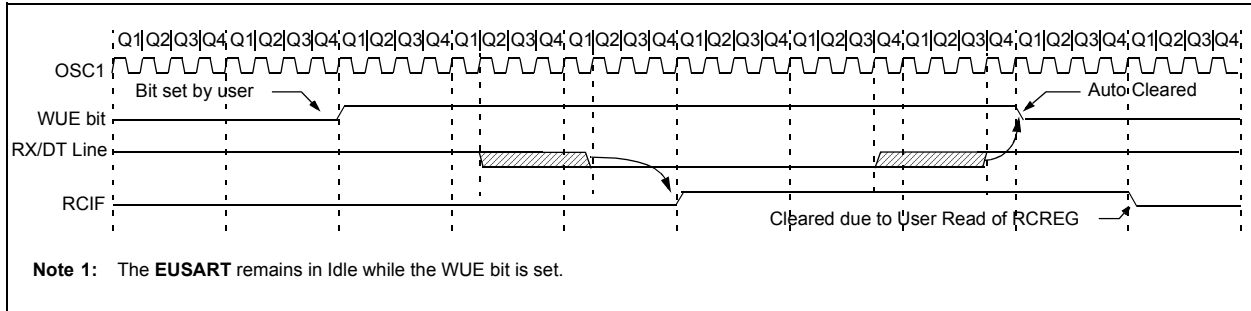 Q1 Q2 Q3 Q4 Q1 Q2 Q3 Q4 Q1 Q2 Q3 Q4 Q1 Q2 Q3 Q4 Q1 Q2 Q3 Q4 Q1 Q2 Q3 Q4 Q1 Q2 Q3 Q4 Q1 Q2 Q3 Q4 Q1 Q2 Q3 Q4 Q1 Q2 Q3 Q4
OSC1
Bit set by user
Auto Cleared
WUE bit
RX/DT Line
RCIF
Cleared due to User Read of RCREG
Note 1: The EUSART remains in Idle while the WUE bit is set.